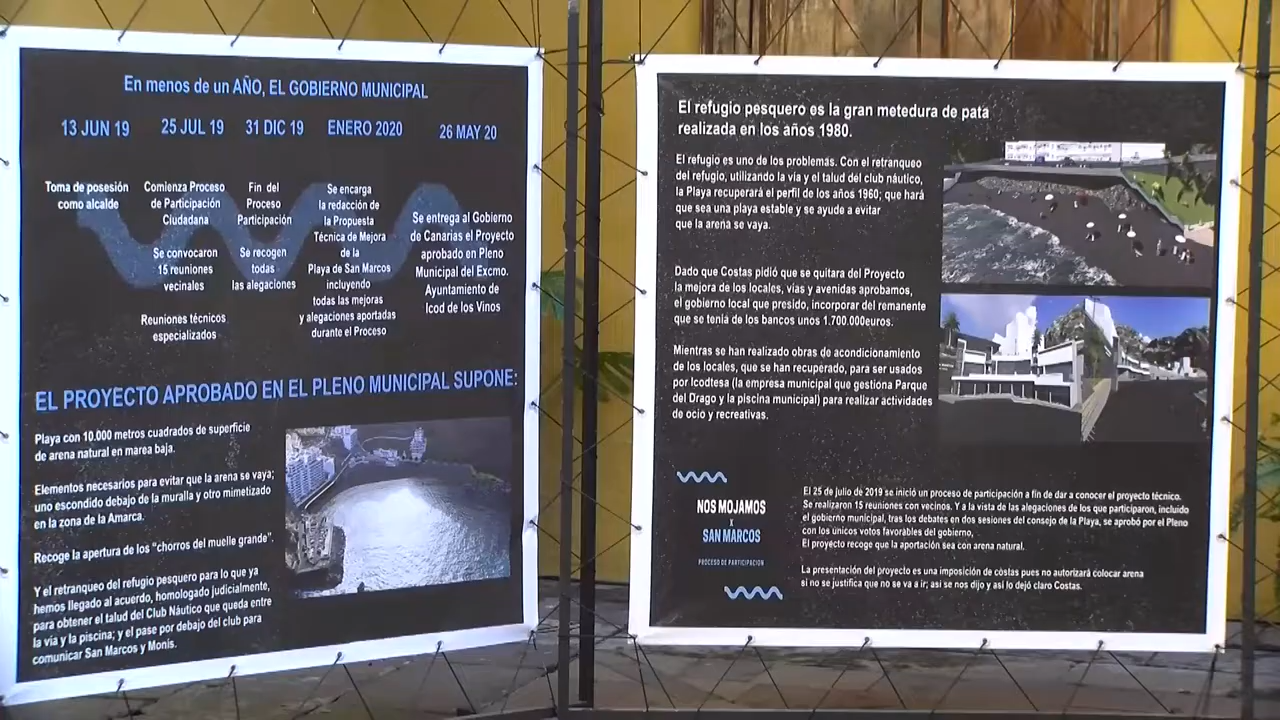 En menos de un AÑO, EL GOBIERNO MUNICIPAL
13 JUN 19
Toma de posesión
como alcalde
25 JUL 19
Comienza Proceso
de Participación
Ciudadana
Se convocaron
15 reuniones
vecinales
Reuniones técnicos
especializados
31 DIC 19
Fin del
Proceso
Participación
Se recogen
todas
las alegaciones
ENERO 2020
Se encarga
la redacción de
la Propuesta
Técnica de Mejora
de la
Playa de San Marcos
incluyendo
todas las mejoras
y alegaciones aportadas
durante el Proceso
26 MAY 20
Se entrega al Gobierno
de Canarias el Proyecto
aprobado en Pleno
Municipal del Excmo.
Ayuntamiento de
Icod de los Vinos
EL PROYECTO APROBADO EN EL PLENO MUNICIPAL SUPONE:
Playa con 10.000 metros cuadrados de superficie
de arena natural en marea baja.
Elementos necesarios para evitar que la arena se vaya;
uno escondido debajo de la muralla y otro mimetizado
en la zona de la Amarca.
Recoge la apertura de los “chorros del muelle grande”.
Y el retranqueo del refugio pesquero para lo que ya
hemos llegado al acuerdo, homologado judicialmente,
para obtener el talud del Club Náutico que queda entre
la vía y la piscina; y el pase por debajo del club para
comunicar San Marcos y Monis.
El refugio pesquero es la gran metedura de pata
realizada en los años 1980.
El refugio es uno de los problemas. Con el retranqueo
del refugio, utilizando la vía y el talud del club náutico,
la Playa recuperará el perfil de los años 1960; que hará
que sea una playa estable y se ayude a evitar
que la arena se vaya.
Dado que Costas pidió que se quitara del Proyecto
la mejora de los locales, vías y avenidas aprobamos,
el gobierno local que presido, incorporar del remanente
que se tenía de los bancos unos 1.700.000euros.
Mientras se han realizado obras de acondicionamiento
de los locales, que se han recuperado, para ser usados
por Icodtesa (la empresa municipal que gestiona Parque
del Drago y la piscina municipal) para realizar actividades
de ocio y recreativas.
NOS MOJAMOS
x
SAN MARCOS
PROCESO DE PARTICIPACIÓN
El 25 de julio de 2019 se inició un proceso de participación a fin de dar a conocer el proyecto técnico.
Se realizaron 15 reuniones con vecinos. Y a la vista de las alegaciones de los que participaron, incluido
el gobierno municipal, tras los debates en dos sesiones del consejo de la Playa, se aprobó por el Pleno
con los únicos votos favorables del gobierno,
El proyecto recoge que la aportación sea con arena natural.
La presentación del proyecto es una imposición de costas pues no autorizará colocar arena
si no se justifica que no se va a ir; asi se nos dijo y así lo dejó claro Costas.